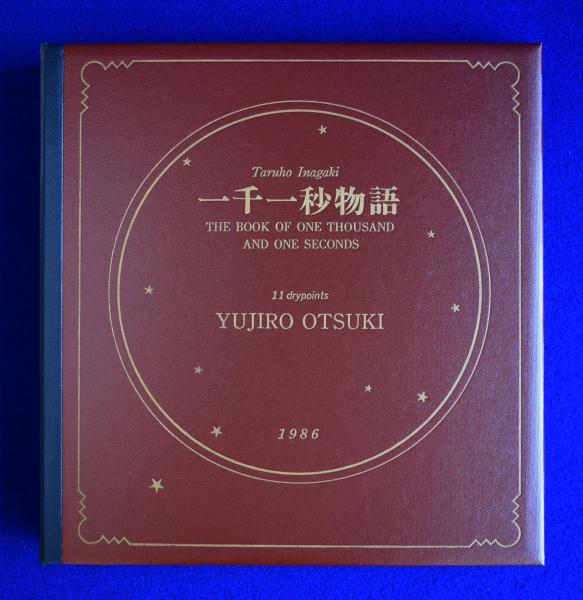 Taruho Inagaki
一千一秒物語
THE BOOK OF ONE THOUSAND
AND ONE SECONDS
11 drypoints
YUJIRO OTSUKI
1986